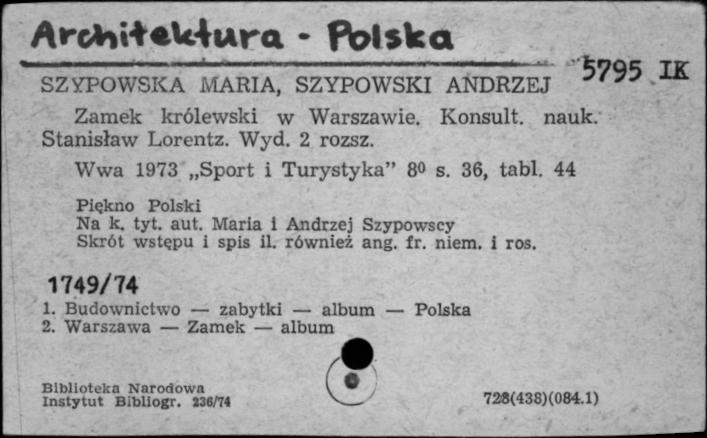 Architektura - Polska
5795 IK
SZYPOWSKA MARIA, SZYPOWSKI ANDRZEJ
Zamek królewski w Warszawie. Konsult. nauk.
Stanisław Lorentz. Wyd. 2 rozsz.
Wwa 1973 „Sport i Turystyka” 8⁰ s. 36, tabl. 44
Piękno Polski
Na k. tyt. aut. Maria i Andrzej Szypowscy
Skrót wstępu i spis il. również ang. fr. niem. i ros.
1749/74
1. Budownictwo — zabytki — album — Polska
2. Warszawa — Zamek — album
Biblioteka Narodowa
Instytut Bibliogr. 236/74
728(438)(084.1)